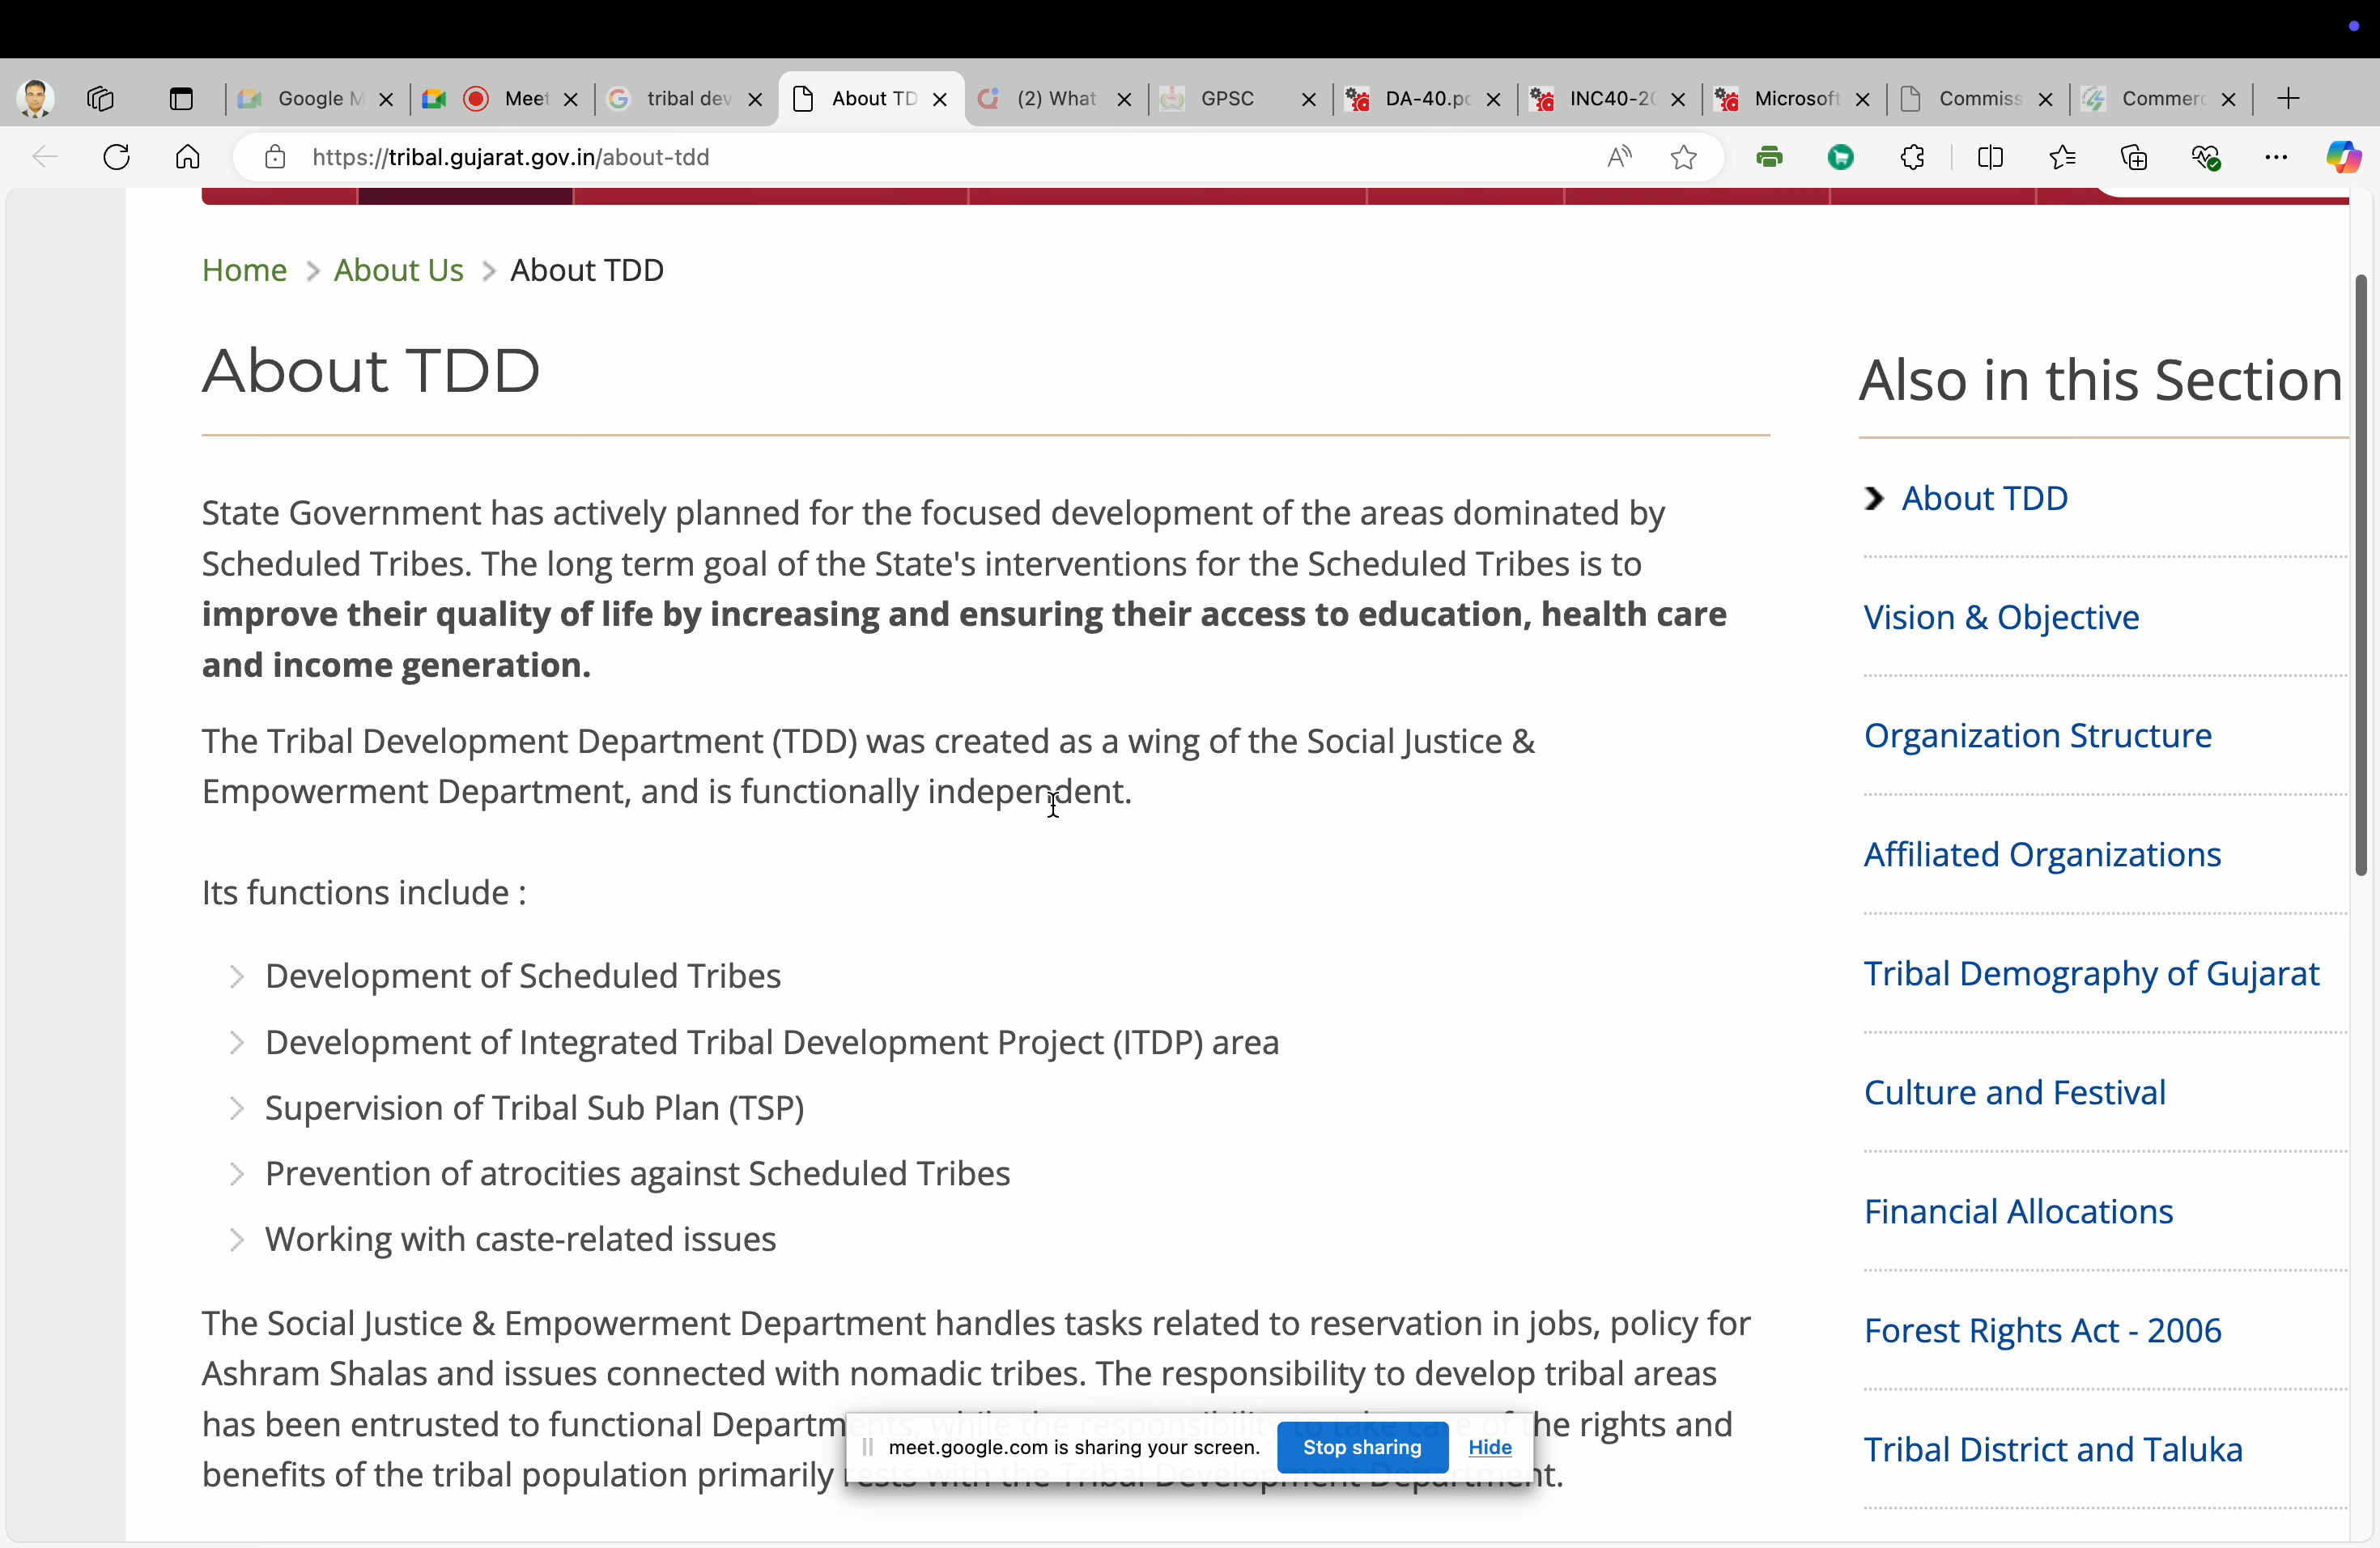 Google M
Meet
tribal dev
About TD
(2) What
GPSC
DA-40.pc
INC40-20
Microsoft
Commiss
Commerc
https://tribal.gujarat.gov.in/about-tdd
Home > About Us > About TDD
About TDD
State Government has actively planned for the focused development of the areas dominated by
Scheduled Tribes. The long term goal of the State's interventions for the Scheduled Tribes is to
improve their quality of life by increasing and ensuring their access to education, health care
and income generation.
The Tribal Development Department (TDD) was created as a wing of the Social Justice &
Empowerment Department, and is functionally independent.
Its functions include :
Development of Scheduled Tribes
Development of Integrated Tribal Development Project (ITDP) area
Supervision of Tribal Sub Plan (TSP)
Prevention of atrocities against Scheduled Tribes
Working with caste-related issues
The Social Justice & Empowerment Department handles tasks related to reservation in jobs, policy for
Ashram Shalas and issues connected with nomadic tribes. The responsibility to develop tribal areas
has been entrusted to functional Departments, while the responsibility to take care of the rights and
benefits of the tribal population primarily rests with the Tribal Development Department.
meet.google.com is sharing your screen.
Stop sharing
Hide
Also in this Section
About TDD
Vision & Objective
Organization Structure
Affiliated Organizations
Tribal Demography of Gujarat
Culture and Festival
Financial Allocations
Forest Rights Act - 2006
Tribal District and Taluka